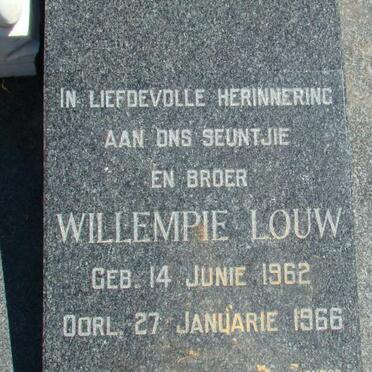 IN LIEFDEVOLLE HERINNERING
AAN ONS SEUNTJIE
EN BROER
WILLEMPIE LOUW
GEB. 14 JUNIE 1962
OORL. 27 JANUARIE 1966